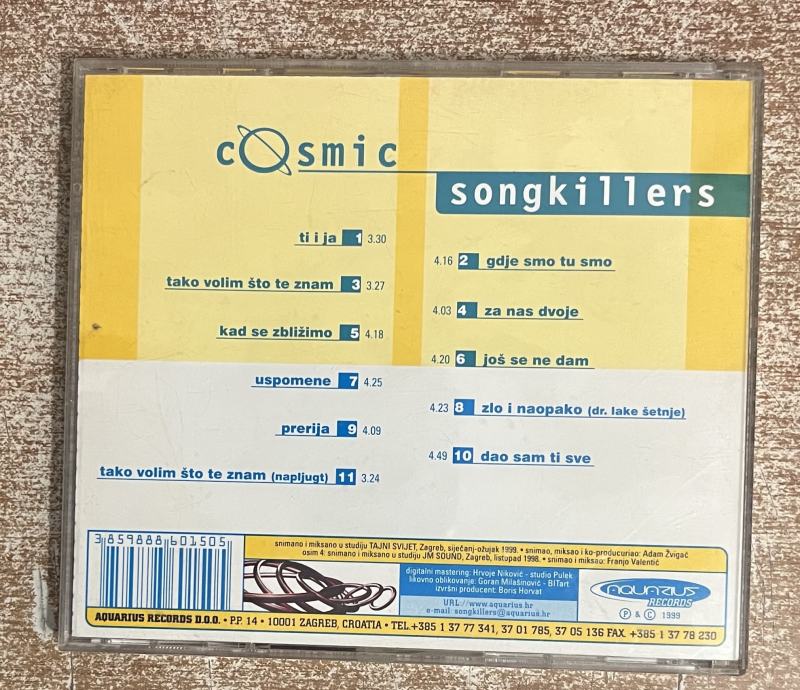 cOsmic
songkillers
ti i ja 1 3.30
4.16 2 gdje smo tu smo
tako volim što te znam 3 3.27
4.03 4 za nas dvoje
kad se zbližimo 5 4.18
4.20 6 još se ne dam
uspomene 7 4.25
4.23 8 zlo i naopako (dr. lake šetnje)
prerija 9 4.09
4.49 10 dao sam ti sve
tako volim što te znam (napljugt) 11 3.24
3 859888 601505
snimano i miksano u studiju TAJNI SVIJET, Zagreb, siječanj-ožujak 1999. • snimao, miksao i ko-producuriao: Adam Žvigač
osim 4: snimano i miksano u studiju JM SOUND, Zagreb, listopad 1998. • snimio i miksao: Franjo Valentić
digitalni mastering: Hrvoje Niković - studio Pulek
likovno oblikovanje: Goran Milašinović - BITart
izvršni producent: Boris Horvat
URL://www.aquarius.hr
e-mail: songkillers@aquarius.hr
AQUARIUS
RECORDS
℗ & © 1999
AQUARIUS RECORDS D.O.O. • P.P. 14 • 10001 ZAGREB, CROATIA • TEL.+385 1 37 77 341, 37 01 785, 37 05 136 FAX. +385 1 37 78 230